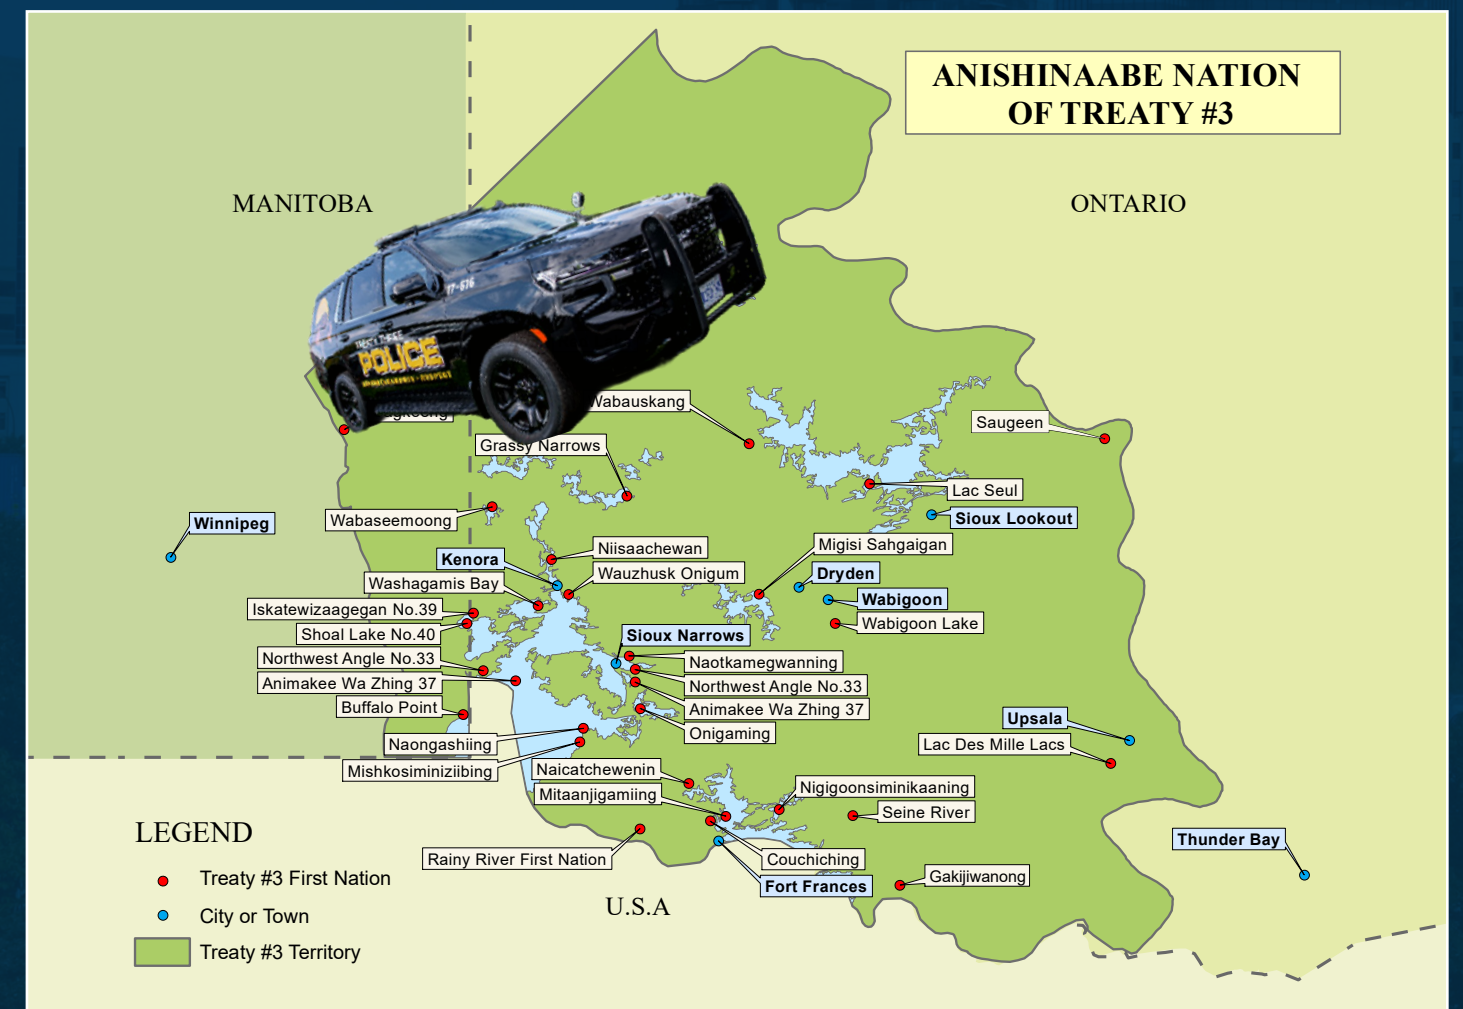 ANISHINAABE NATION
OF TREATY #3
MANITOBA
ONTARIO
17-616
POLICE
Wabauskang
Saugeen
Grassy Narrows
Lac Seul
Wabaseemoong
Winnipeg
Sioux Lookout
Niisaachewan
Migisi Sahgaigan
Kenora
Wauzhusk Onigum
Dryden
Washagamis Bay
Wabigoon
Iskatewizaagegan No.39
Wabigoon Lake
Shoal Lake No.40
Sioux Narrows
Northwest Angle No.33
Naotkamegwanning
Animakee Wa Zhing 37
Northwest Angle No.33
Buffalo Point
Animakee Wa Zhing 37
Onigaming
Upsala
Naongashiing
Lac Des Mille Lacs
Mishkosiminiziibing
Naicatchewenin
Nigigoonsiminikaaning
Mitaanjigamiing
Seine River
LEGEND
Thunder Bay
Rainy River First Nation
Couchiching
Treaty #3 First Nation
Gakijiwanong
Fort Frances
U.S.A
City or Town
Treaty #3 Territory